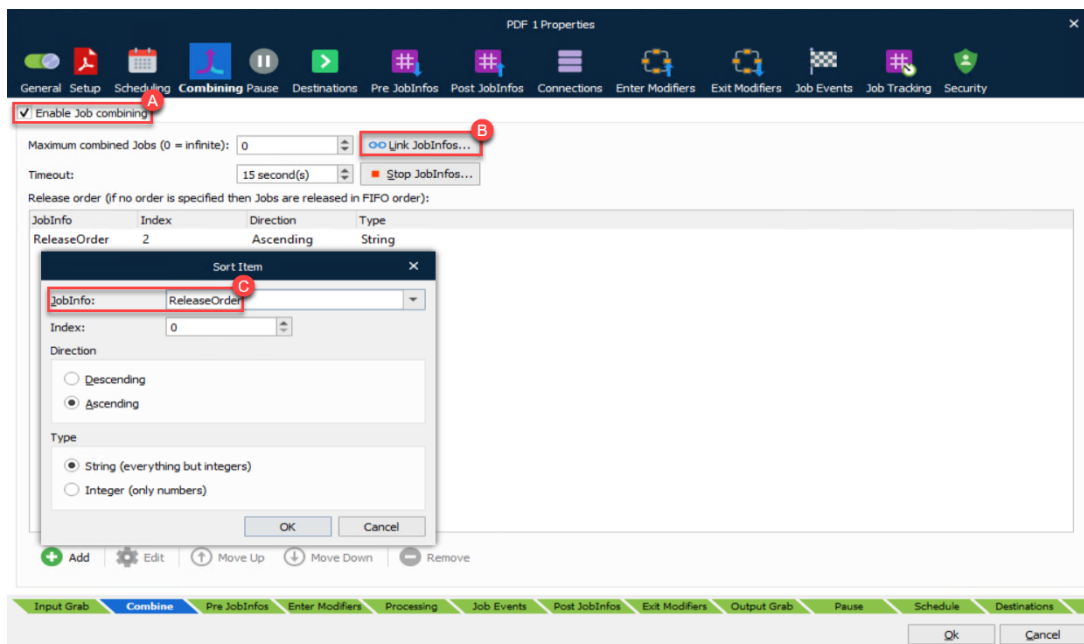 PDF 1 Properties
General Setup Scheduling Combining Pause Destinations Pre JobInfos Post JobInfos Connections Enter Modifiers Exit Modifiers Job Events Job Tracking Security
A
Enable Job combining
B
Maximum combined Jobs (0 = infinite): 0 Link JobInfos...
Timeout: 15 second(s) Stop JobInfos...
Release order (if no order is specified then Jobs are released in FIFO order):
JobInfo Index Direction Type
ReleaseOrder 2 Ascending String
Sort Item
C
JobInfo: ReleaseOrder
Index: 0
Direction
Descending
Ascending
Type
String (everything but integers)
Integer (only numbers)
OK Cancel
Add Edit Move Up Move Down Remove
Input Grab Combine Pre JobInfos Enter Modifiers Processing Job Events Post JobInfos Exit Modifiers Output Grab Pause Schedule Destinations
Ok Cancel